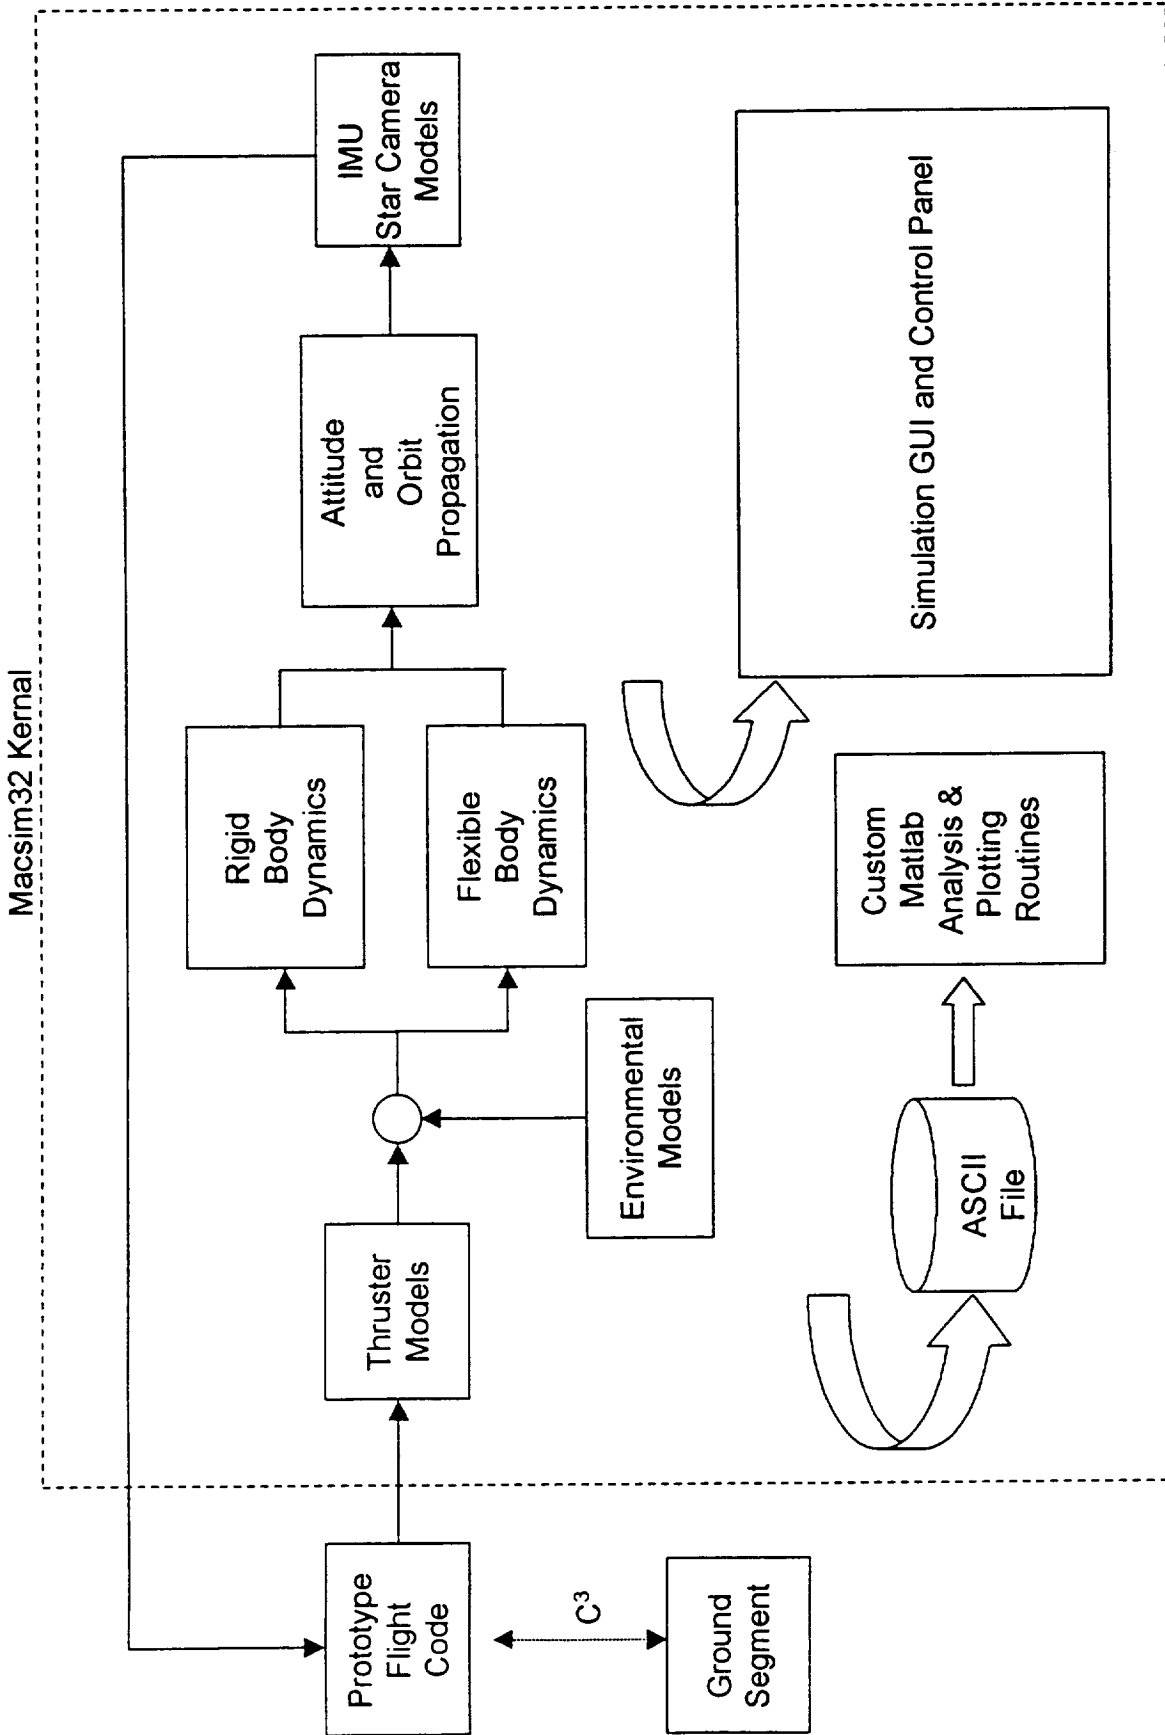 Macsim32 Kernal
Prototype
Flight
Code
C³
Ground
Segment
Thruster
Models
Environmental
Models
Rigid
Body
Dynamics
Flexible
Body
Dynamics
Attitude
and
Orbit
Propagation
IMU
Star Camera
Models
ASCII
File
Custom
Matlab
Analysis &
Plotting
Routines
Simulation GUI and Control Panel